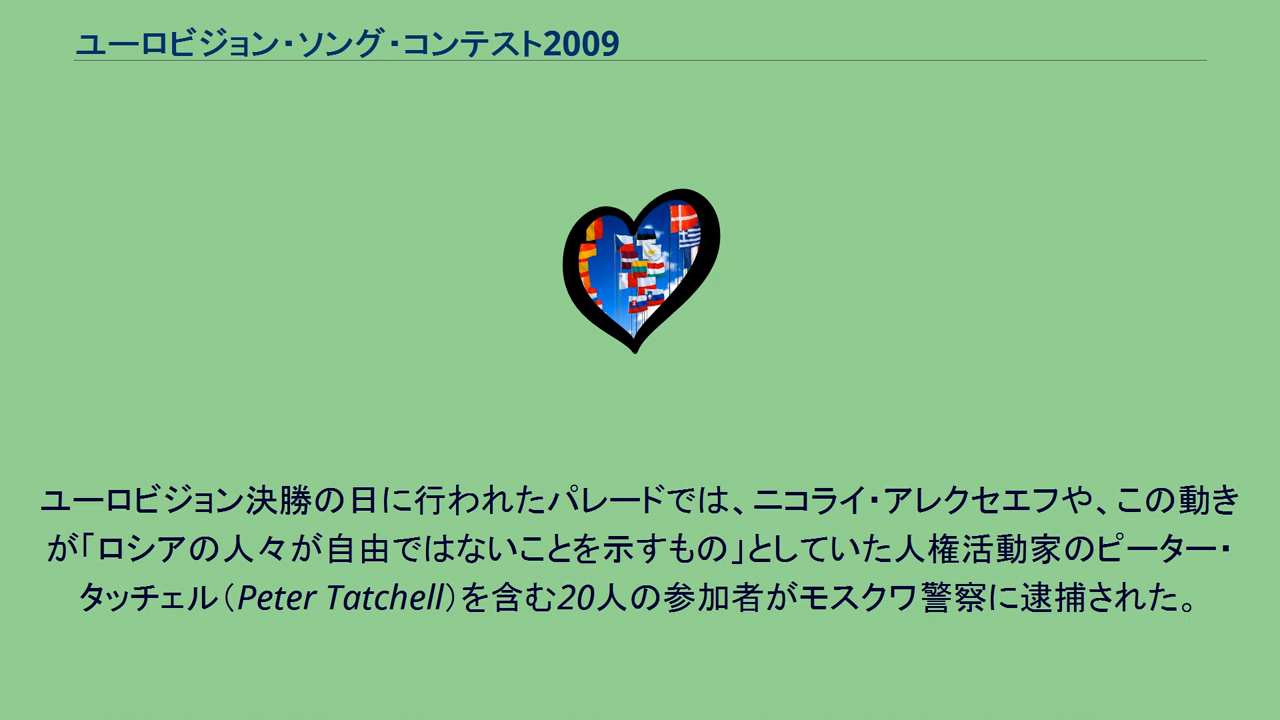 ユーロビジョン・ソング・コンテスト2009
ユーロビジョン決勝の日に行われたパレードでは、ニコライ・アレクセエフや、この動き
が「ロシアの人々が自由ではないことを示すもの」としていた人権活動家のピーター・
タッチェル（Peter Tatchell）を含む20人の参加者がモスクワ警察に逮捕された。